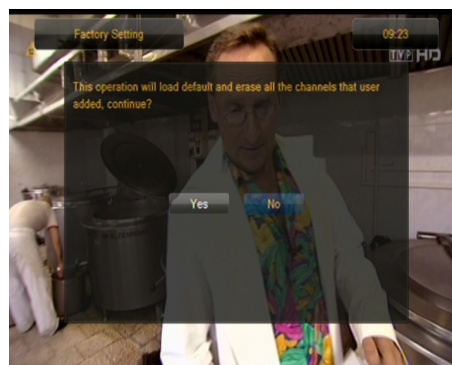 Factory Setting
09:23
TVP HD
This operation will load default and erase all the channels that user
added, continue?
Yes
No